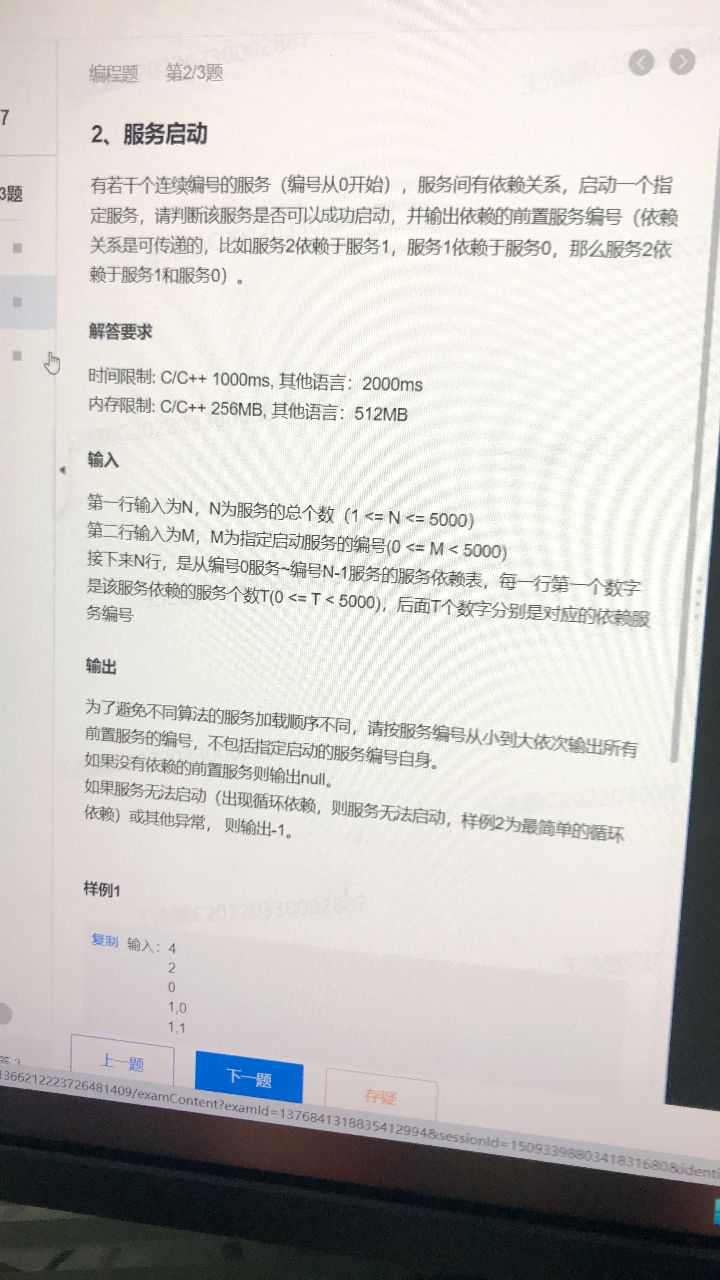 编程题 第2/3题
7
2、服务启动
3题
有若干个连续编号的服务（编号从0开始），服务间有依赖关系，启动一个指
定服务，请判断该服务是否可以成功启动，并输出依赖的前置服务编号（依赖
关系是可传递的，比如服务2依赖于服务1，服务1依赖于服务0，那么服务2依
赖于服务1和服务0）。
解答要求
时间限制: C/C++ 1000ms, 其他语言：2000ms
内存限制: C/C++ 256MB, 其他语言：512MB
输入
第一行输入为N，N为服务的总个数（1 <= N <= 5000）
第二行输入为M，M为指定启动服务的编号(0 <= M < 5000)
接下来N行，是从编号0服务~编号N-1服务的服务依赖表，每一行第一个数字
是该服务依赖的服务个数T(0 <= T < 5000)，后面T个数字分别是对应的依赖服
务编号
输出
为了避免不同算法的服务加载顺序不同，请按服务编号从小到大依次输出所有
前置服务的编号，不包括指定启动的服务编号自身。
如果没有依赖的前置服务则输出null。
如果服务无法启动（出现循环依赖，则服务无法启动，样例2为最简单的循环
依赖）或其他异常， 则输出-1。
样例1
C20220330002867
复制 输入：4
2
0
1,0
1,1
上一题 下一题 存疑
1366212223726481409/examContent?examId=1376841318835412994&sessionId=1509339880341831680&identi